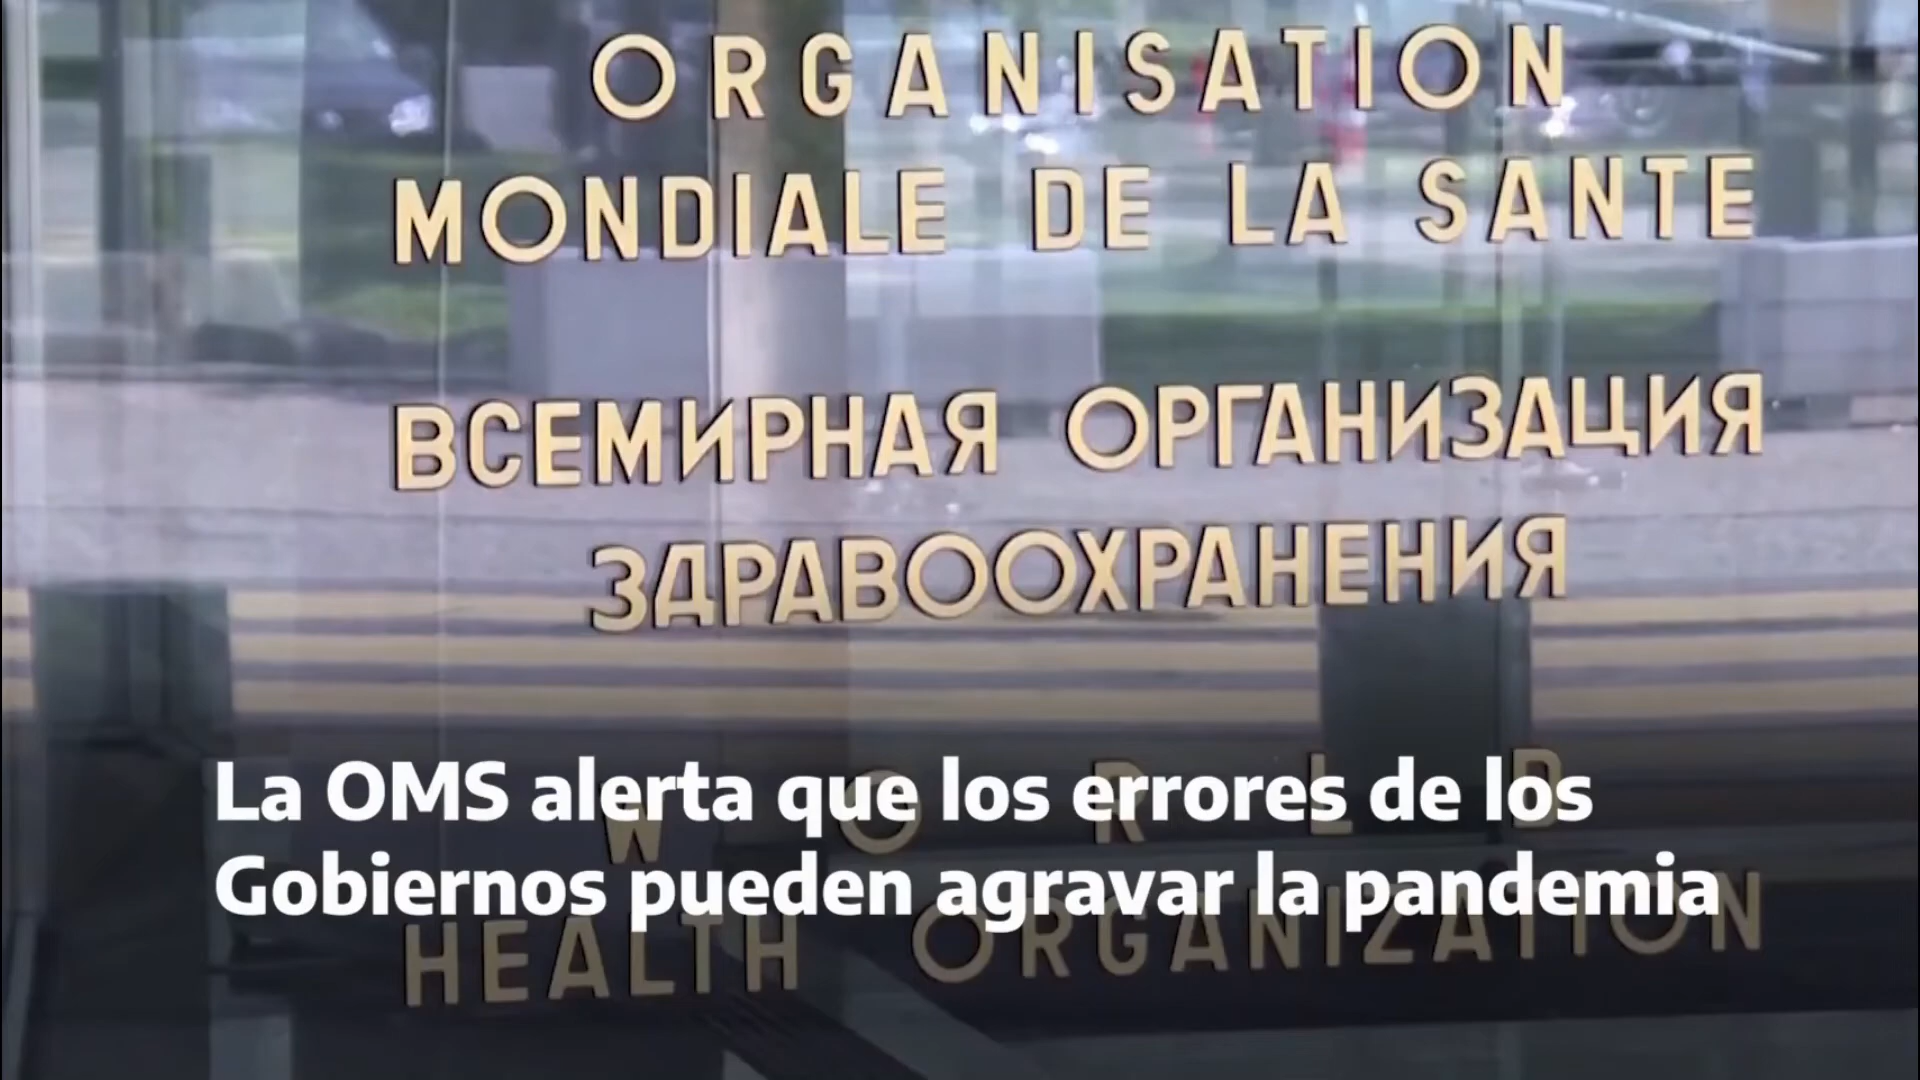 ORGANISATION
MONDIALE DE LA SANTE
ВСЕМИРНАЯ ОРГАНИЗАЦИЯ
ЗДРАВООХРАНЕНИЯ
WORLD
HEALTH ORGANIZATION
La OMS alerta que los errores de los
Gobiernos pueden agravar la pandemia